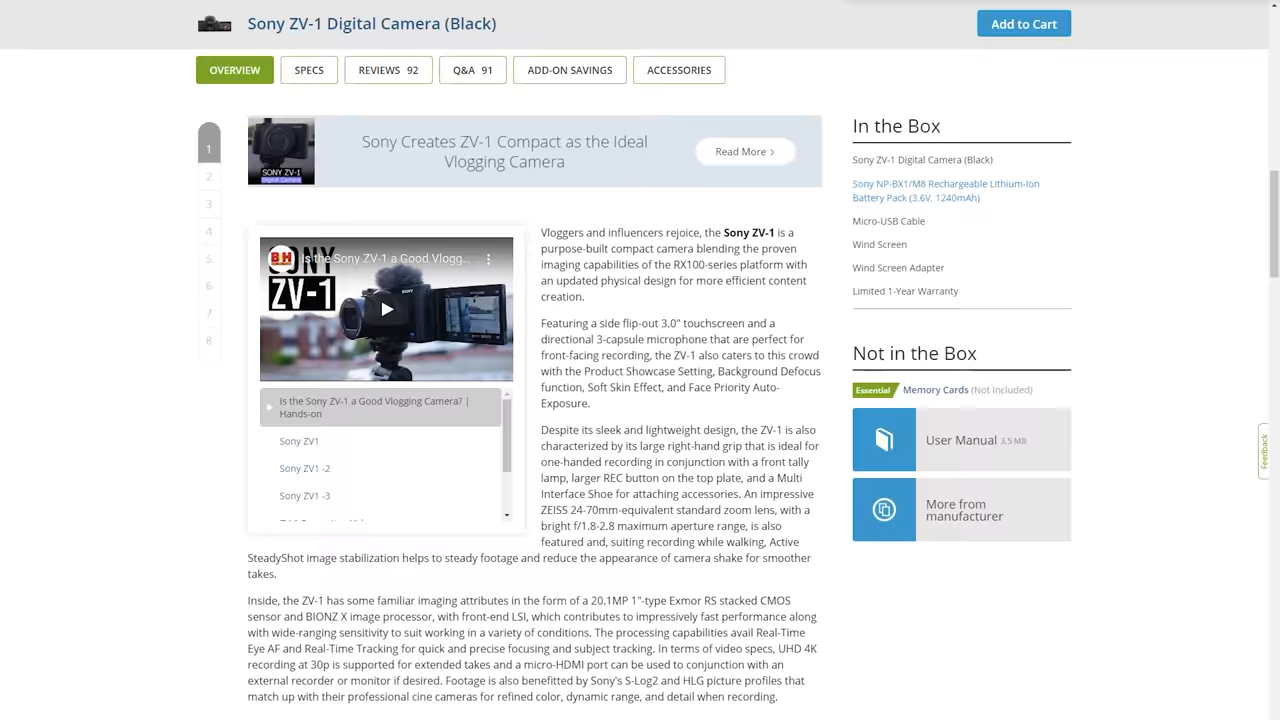 Sony ZV-1 Digital Camera (Black)
Add to Cart
OVERVIEW
SPECS
REVIEWS 92
Q&A 91
ADD-ON SAVINGS
ACCESSORIES
1
2
3
4
5
6
7
8
SONY ZV-1
Digital Camera
Sony Creates ZV-1 Compact as the Ideal
Vlogging Camera
Read More >
B&H
Is the Sony ZV-1 a Good Vlogg...
SONY
ZV-1
Is the Sony ZV-1 a Good Vlogging Camera? |
Hands-on
Sony ZV1
Sony ZV1 -2
Sony ZV1 -3
Vloggers and influencers rejoice, the Sony ZV-1 is a
purpose-built compact camera blending the proven
imaging capabilities of the RX100-series platform with
an updated physical design for more efficient content
creation.
Featuring a side flip-out 3.0" touchscreen and a
directional 3-capsule microphone that are perfect for
front-facing recording, the ZV-1 also caters to this crowd
with the Product Showcase Setting, Background Defocus
function, Soft Skin Effect, and Face Priority Auto-
Exposure.
Despite its sleek and lightweight design, the ZV-1 is also
characterized by its large right-hand grip that is ideal for
one-handed recording in conjunction with a front tally
lamp, larger REC button on the top plate, and a Multi
Interface Shoe for attaching accessories. An impressive
ZEISS 24-70mm-equivalent standard zoom lens, with a
bright f/1.8-2.8 maximum aperture range, is also
featured and, suiting recording while walking, Active
SteadyShot image stabilization helps to steady footage and reduce the appearance of camera shake for smoother
takes.
Inside, the ZV-1 has some familiar imaging attributes in the form of a 20.1MP 1"-type Exmor RS stacked CMOS
sensor and BIONZ X image processor, with front-end LSI, which contributes to impressively fast performance along
with wide-ranging sensitivity to suit working in a variety of conditions. The processing capabilities avail Real-Time
Eye AF and Real-Time Tracking for quick and precise focusing and subject tracking. In terms of video specs, UHD 4K
recording at 30p is supported for extended takes and a micro-HDMI port can be used to conjunction with an
external recorder or monitor if desired. Footage is also benefitted by Sony's S-Log2 and HLG picture profiles that
match up with their professional cine cameras for refined color, dynamic range, and detail when recording.
In the Box
Sony ZV-1 Digital Camera (Black)
Sony NP-BX1/M8 Rechargeable Lithium-Ion
Battery Pack (3.6V, 1240mAh)
Micro-USB Cable
Wind Screen
Wind Screen Adapter
Limited 1-Year Warranty
Not in the Box
Essential Memory Cards (Not Included)
User Manual 3.5 MB
More from
manufacturer
Feedback